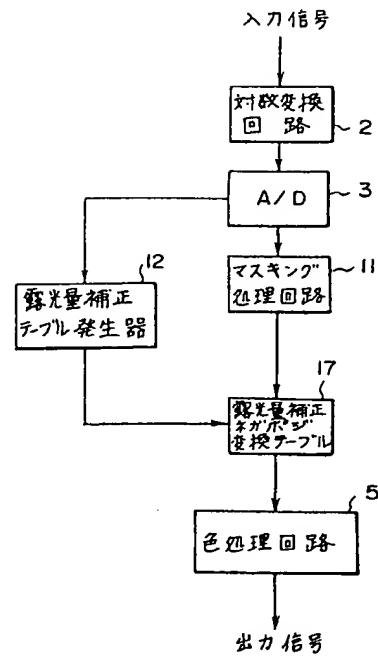 入力信号
対数変換
回路
2
A/D
3
12
露光量補正
テーブル発生器
マスキング
処理回路
11
17
露光量補正
ネガポジ
変換テーブル
5
色処理回路
出力信号